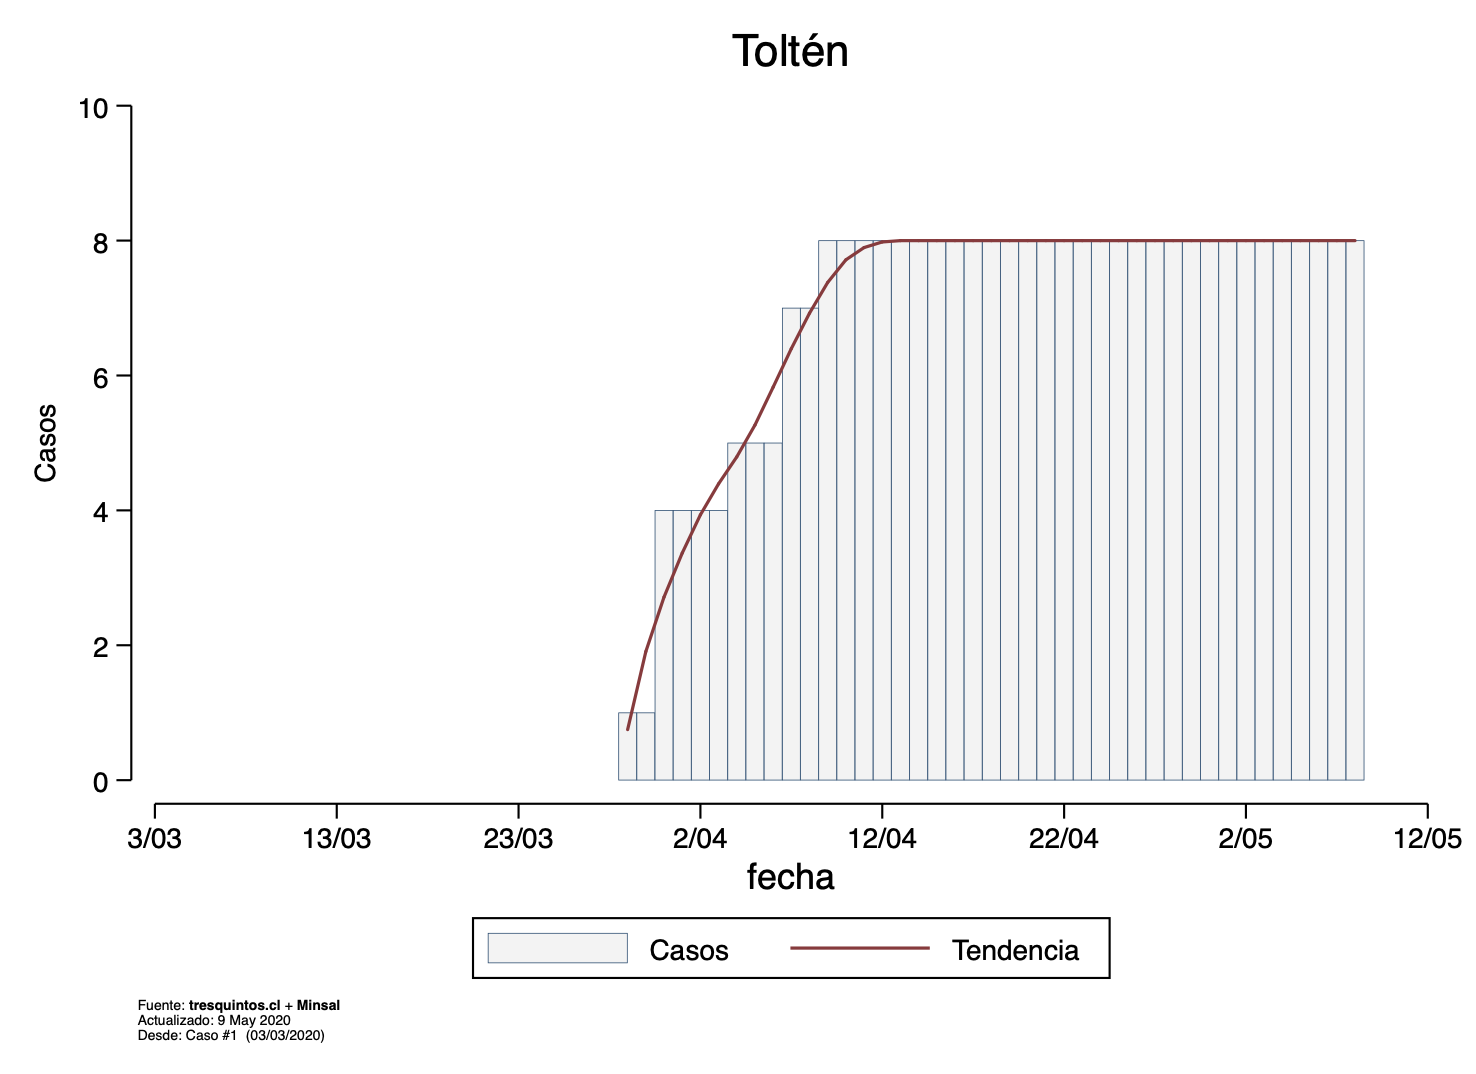 Toltén
10
8
6
4
2
0
Casos
3/03 13/03 23/03 2/04 12/04 22/04 2/05 12/05
fecha
Casos Tendencia
Fuente: tresquintos.cl + Minsal
Actualizado: 9 May 2020
Desde: Caso #1 (03/03/2020)